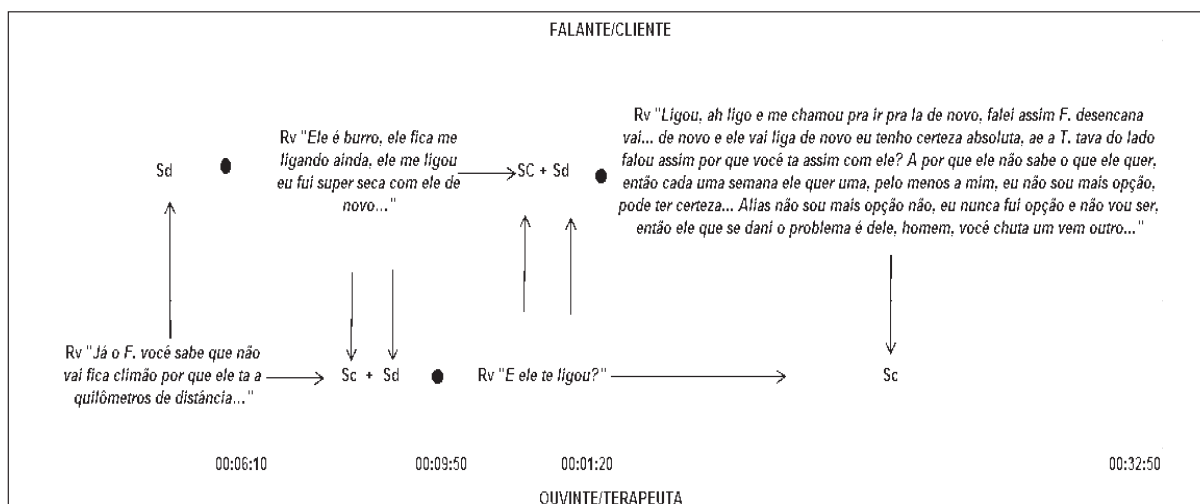 FALANTE/CLIENTE
Rv "Ligou, ah ligo e me chamou pra ir pra la de novo, falei assim F. desencana
vai... de novo e ele vai liga de novo eu tenho certeza absoluta, ae a T. tava do lado
falou assim por que você ta assim com ele? A por que ele não sabe o que ele quer,
então cada uma semana ele quer uma, pelo menos a mim, eu não sou mais opção,
pode ter certeza... Alias não sou mais opção não, eu nunca fui opção e não vou ser,
então ele que se dani o problema é dele, homem, você chuta um vem outro..."
Rv "Ele é burro, ele fica me
ligando ainda, ele me ligou
eu fui super seca com ele de
novo..."
Sd
SC + Sd
Rv "Já o F. você sabe que não
vai fica climão por que ele ta a
quilômetros de distância..."
Sc + Sd
Rv "E ele te ligou?"
Sc
00:06:10 00:09:50 00:01:20 00:32:50
OUVINTE/TERAPEUTA